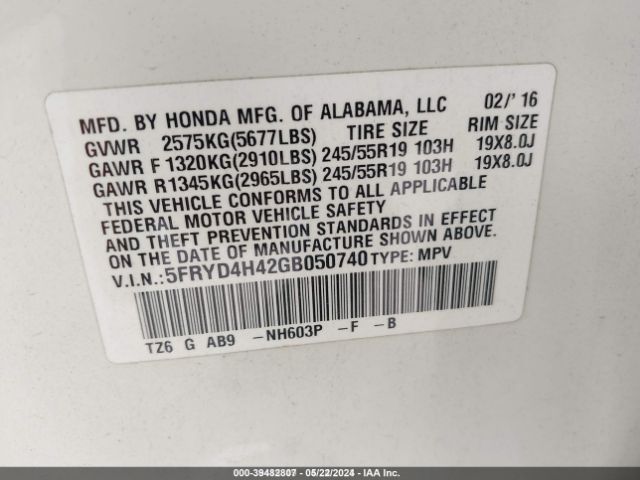 MFD. BY HONDA MFG. OF ALABAMA, LLC 02/' 16
GVWR 2575KG(5677LBS) TIRE SIZE RIM SIZE
GAWR F 1320KG(2910LBS) 245/55R19 103H 19X8.0J
GAWR R1345KG(2965LBS) 245/55R19 103H 19X8.0J
THIS VEHICLE CONFORMS TO ALL APPLICABLE
FEDERAL MOTOR VEHICLE SAFETY
AND THEFT PREVENTION STANDARDS IN EFFECT
ON THE DATE OF MANUFACTURE SHOWN ABOVE.
V.I.N.:5FRYD4H42GB050740 TYPE: MPV
TZ6 G AB9 -NH603P -F -B
000-39482807 - 05/22/2024 - IAA Inc.